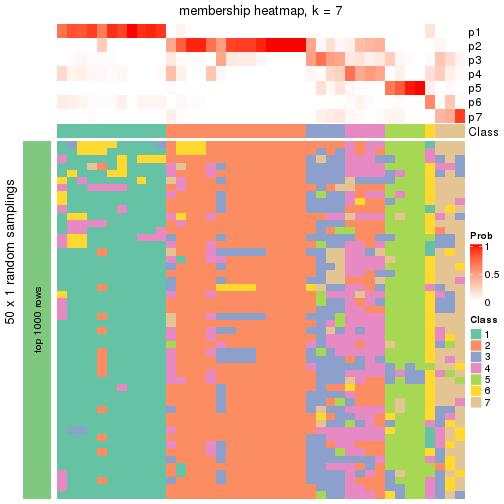 membership heatmap, k = 7
p1
p2
p3
p4
p5
p6
p7
Class
50 x 1 random samplings
top 1000 rows
Prob
1
0.5
0
Class
1
2
3
4
5
6
7